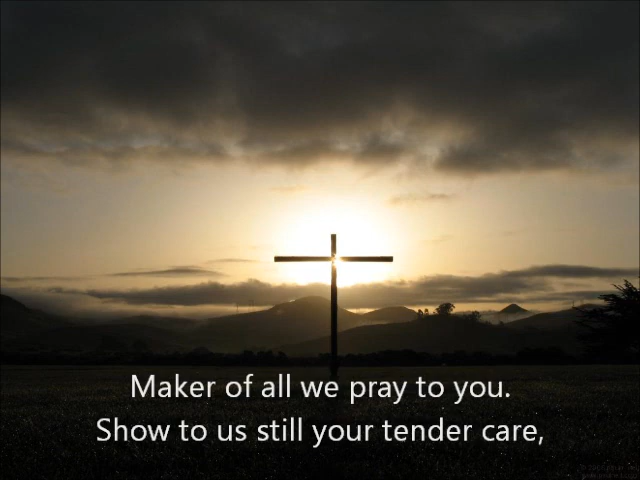 Maker of all we pray to you.
Show to us still your tender care,